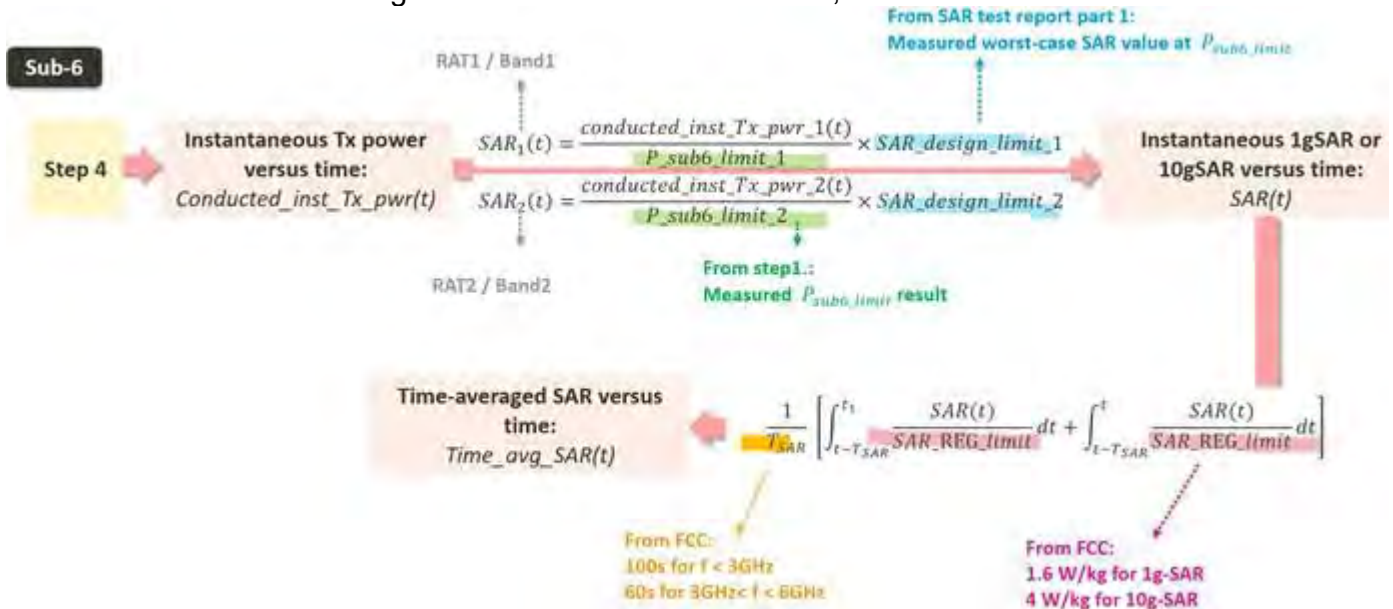 From SAR test report part 1:
Measured worst-case SAR value at P_sub6_limit
Sub-6
RAT1 / Band1
Step 4
Instantaneous Tx power
versus time:
Conducted_inst_Tx_pwr(t)
SAR₁(t) = conducted_inst_Tx_pwr_1(t) / P_sub6_limit_1 × SAR_design_limit_1
SAR₂(t) = conducted_inst_Tx_pwr_2(t) / P_sub6_limit_2 × SAR_design_limit_2
Instantaneous 1gSAR or
10gSAR versus time:
SAR(t)
RAT2 / Band2
From step1.:
Measured P_sub6_limit result
Time-averaged SAR versus
time:
Time_avg_SAR(t)
1/T_SAR [∫_{t-T_SAR}^{t₁} SAR(t)/SAR_REG_limit dt + ∫_{t-T_SAR}^{t} SAR(t)/SAR_REG_limit dt]
From FCC:
100s for f < 3GHz
60s for 3GHz< f < 6GHz
From FCC:
1.6 W/kg for 1g-SAR
4 W/kg for 10g-SAR